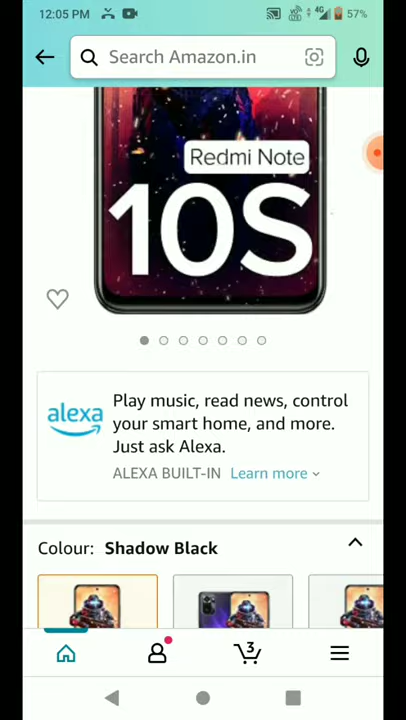 12:05 PM
4G
57%
Search Amazon.in
Redmi Note
10S
alexa
Play music, read news, control
your smart home, and more.
Just ask Alexa.
ALEXA BUILT-IN Learn more
Colour: Shadow Black
3